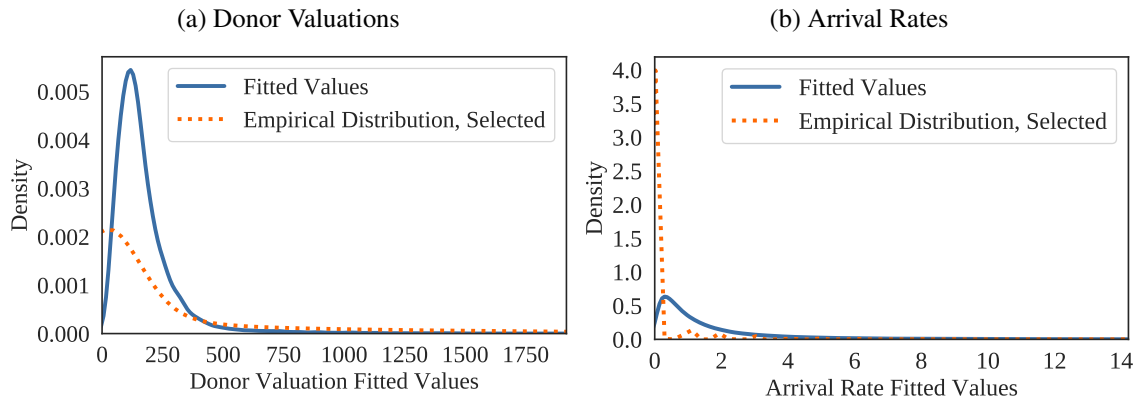 (a) Donor Valuations
0.005
0.004
0.003
0.002
0.001
0.000
Density
Fitted Values
Empirical Distribution, Selected
0 250 500 750 1000 1250 1500 1750
Donor Valuation Fitted Values
(b) Arrival Rates
4.0
3.5
3.0
2.5
2.0
1.5
1.0
0.5
0.0
Density
Fitted Values
Empirical Distribution, Selected
0 2 4 6 8 10 12 14
Arrival Rate Fitted Values